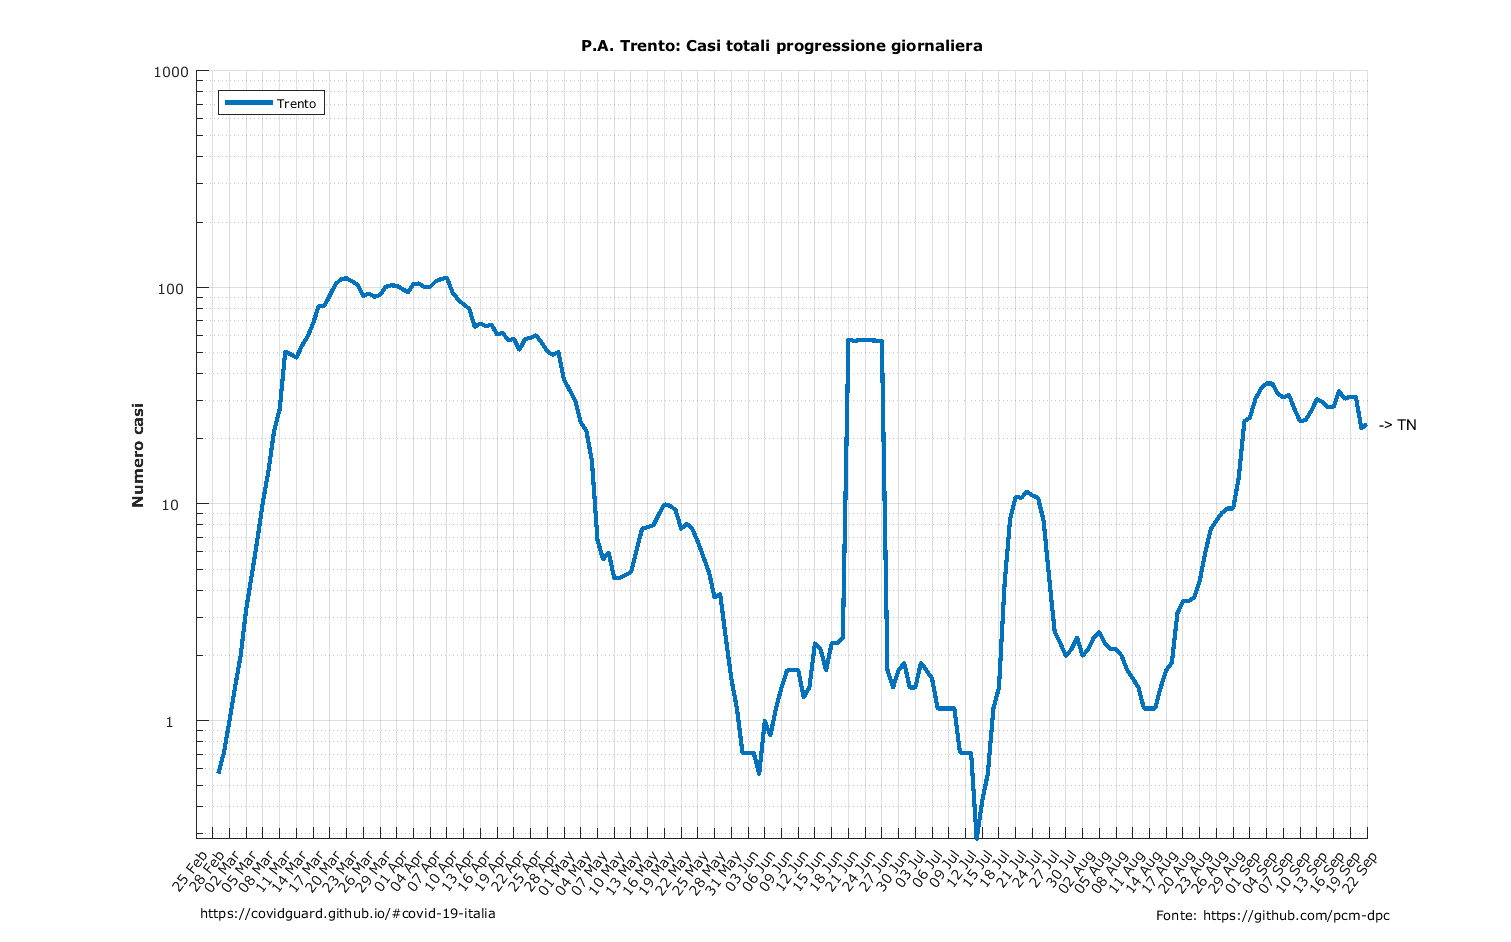 P.A. Trento: Casi totali progressione giornaliera
1000
Trento
100
Numero casi
-> TN
10
1
25 Feb
28 Feb
02 Mar
05 Mar
08 Mar
11 Mar
14 Mar
17 Mar
20 Mar
23 Mar
26 Mar
29 Mar
01 Apr
04 Apr
07 Apr
10 Apr
13 Apr
16 Apr
19 Apr
22 Apr
25 Apr
28 Apr
01 May
04 May
07 May
10 May
13 May
16 May
19 May
22 May
25 May
28 May
31 May
03 Jun
06 Jun
09 Jun
12 Jun
15 Jun
18 Jun
21 Jun
24 Jun
27 Jun
30 Jun
03 Jul
06 Jul
09 Jul
12 Jul
15 Jul
18 Jul
21 Jul
24 Jul
27 Jul
30 Jul
02 Aug
05 Aug
08 Aug
11 Aug
14 Aug
17 Aug
20 Aug
23 Aug
26 Aug
29 Aug
01 Sep
04 Sep
07 Sep
10 Sep
13 Sep
16 Sep
19 Sep
22 Sep
https://covidguard.github.io/#covid-19-italia
Fonte: https://github.com/pcm-dpc